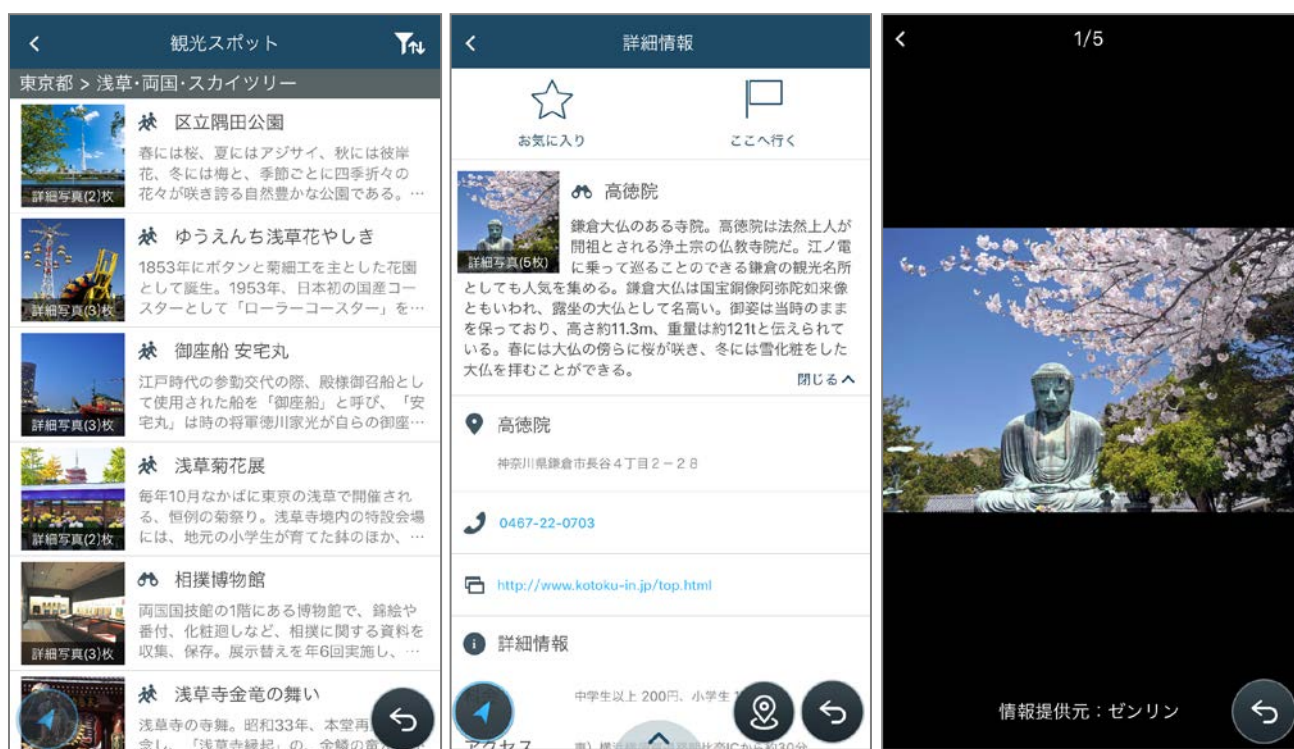 観光スポット
東京都 > 浅草・両国・スカイツリー
区立隅田公園
春には桜、夏にはアジサイ、秋には彼岸
花、冬には梅と、季節ごとに四季折々の
花々が咲き誇る自然豊かな公園である。…
詳細写真(2)枚
ゆうえんち浅草花やしき
1853年にボタンと菊細工を主とした花園
として誕生。1953年、日本初の国産コー
スターとして「ローラーコースター」を…
詳細写真(3)枚
御座船 安宅丸
江戸時代の参勤交代の際、殿様御召船とし
て使用された船を「御座船」と呼び、「安
宅丸」は時の将軍徳川家光が自らの御座…
詳細写真(3)枚
浅草菊花展
毎年10月なかばに東京の浅草で開催され
る、恒例の菊祭り。浅草寺境内の特設会場
には、地元の小学生が育てた鉢のほか、…
詳細写真(2)枚
相撲博物館
両国国技館の1階にある博物館で、錦絵や
番付、化粧廻しなど、相撲に関する資料を
収集、保存。展示替えを年6回実施し、…
詳細写真(3)枚
浅草寺金竜の舞い
浅草寺の寺舞。昭和33年、本堂再
念し、「浅草寺縁起」の、金鱗の竜
詳細情報
お気に入り
ここへ行く
高徳院
鎌倉大仏のある寺院。高徳院は法然上人が
開祖とされる浄土宗の仏教寺院だ。江ノ電
に乗って巡ることのできる鎌倉の観光名所
詳細写真(5枚)
としても人気を集める。鎌倉大仏は国宝銅像阿弥陀如来像
ともいわれ、露坐の大仏として名高い。御姿は当時のまま
を保っており、高さ約11.3m、重量は約121tと伝えられて
いる。春には大仏の傍らに桜が咲き、冬には雪化粧をした
大仏を拝むことができる。
閉じる
高徳院
神奈川県鎌倉市長谷4丁目2-28
0467-22-0703
http://www.kotoku-in.jp/top.html
詳細情報
中学生以上 200円、小学生
アクセス
1/5
情報提供元：ゼンリン